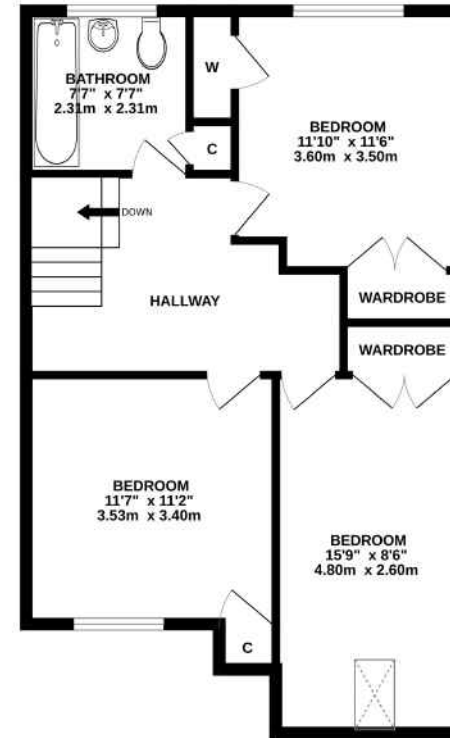 BATHROOM
7'7" x 7'7"
2.31m x 2.31m
W
C
BEDROOM
11'10" x 11'6"
3.60m x 3.50m
DOWN
HALLWAY
WARDROBE
WARDROBE
BEDROOM
11'7" x 11'2"
3.53m x 3.40m
BEDROOM
15'9" x 8'6"
4.80m x 2.60m
C